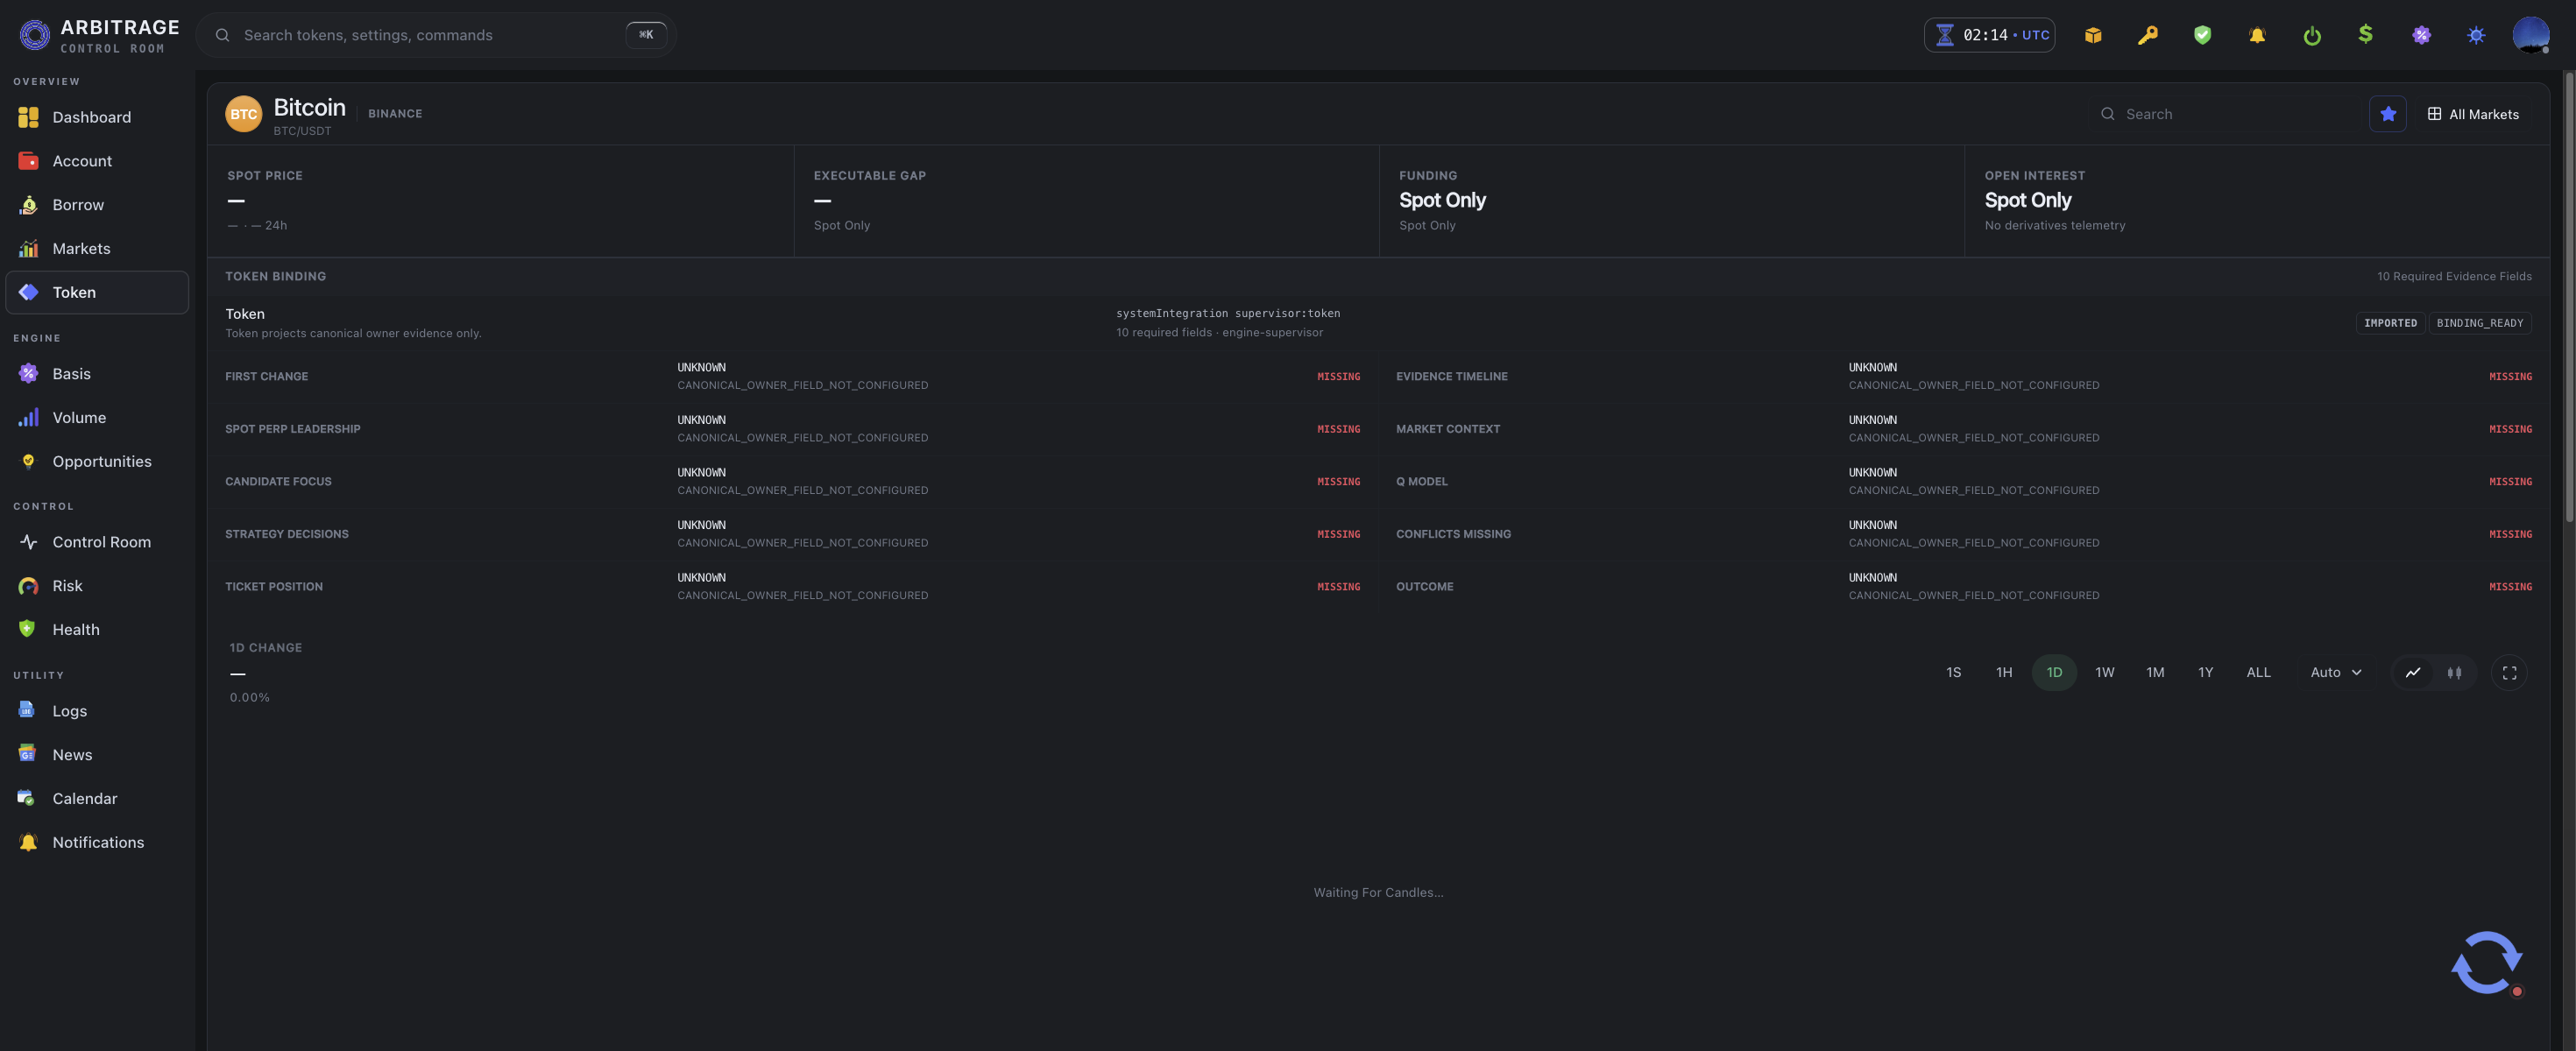 ARBITRAGE
CONTROL ROOM
Search tokens, settings, commands
⌘K
02:14 • UTC
OVERVIEW
Dashboard
Account
Borrow
Markets
Token
ENGINE
Basis
Volume
Opportunities
CONTROL
Control Room
Risk
Health
UTILITY
Logs
News
Calendar
Notifications
BTC
Bitcoin
BTC/USDT
BINANCE
Search
All Markets
SPOT PRICE
—
— · — 24h
EXECUTABLE GAP
—
Spot Only
FUNDING
Spot Only
Spot Only
OPEN INTEREST
Spot Only
No derivatives telemetry
TOKEN BINDING
10 Required Evidence Fields
Token
Token projects canonical owner evidence only.
systemIntegration supervisor:token
10 required fields · engine-supervisor
IMPORTED
BINDING_READY
FIRST CHANGE
UNKNOWN
CANONICAL_OWNER_FIELD_NOT_CONFIGURED
MISSING
EVIDENCE TIMELINE
UNKNOWN
CANONICAL_OWNER_FIELD_NOT_CONFIGURED
MISSING
SPOT PERP LEADERSHIP
UNKNOWN
CANONICAL_OWNER_FIELD_NOT_CONFIGURED
MISSING
MARKET CONTEXT
UNKNOWN
CANONICAL_OWNER_FIELD_NOT_CONFIGURED
MISSING
CANDIDATE FOCUS
UNKNOWN
CANONICAL_OWNER_FIELD_NOT_CONFIGURED
MISSING
Q MODEL
UNKNOWN
CANONICAL_OWNER_FIELD_NOT_CONFIGURED
MISSING
STRATEGY DECISIONS
UNKNOWN
CANONICAL_OWNER_FIELD_NOT_CONFIGURED
MISSING
CONFLICTS MISSING
UNKNOWN
CANONICAL_OWNER_FIELD_NOT_CONFIGURED
MISSING
TICKET POSITION
UNKNOWN
CANONICAL_OWNER_FIELD_NOT_CONFIGURED
MISSING
OUTCOME
UNKNOWN
CANONICAL_OWNER_FIELD_NOT_CONFIGURED
MISSING
1D CHANGE
—
0.00%
1S
1H
1D
1W
1M
1Y
ALL
Auto
Waiting For Candles...